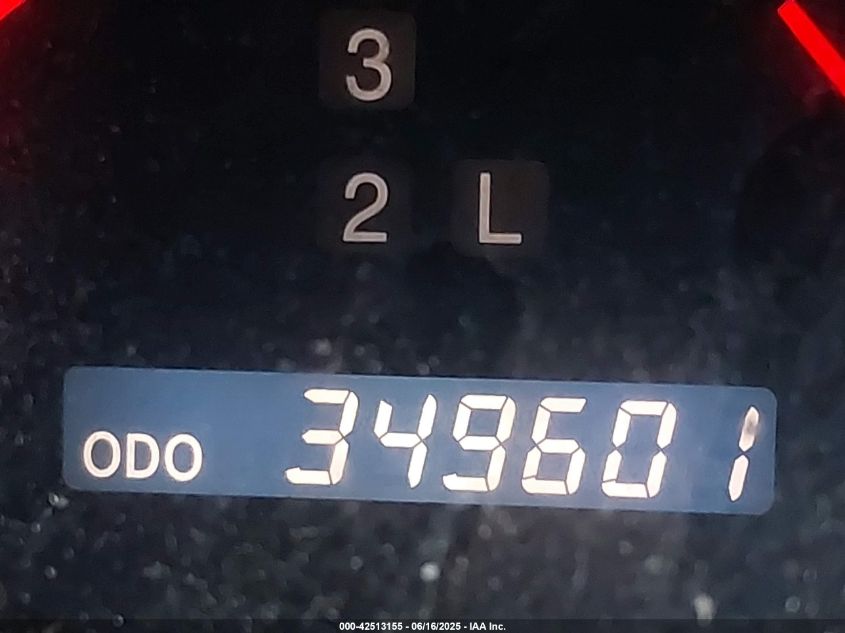 3
2 L
ODO 349601
000-42513155 - 06/16/2025 - IAA Inc.